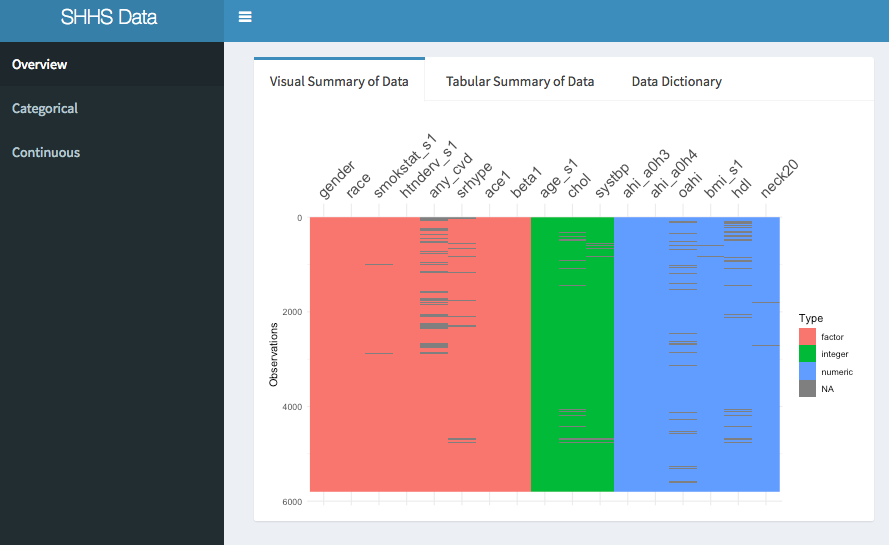 SHHS Data
Overview
Categorical
Continuous
Visual Summary of Data
Tabular Summary of Data
Data Dictionary
gender
race
smokstat_s1
htnderv_s1
any_cvd
srhype
ace1
beta1
age_s1
chol
systbp
ahi_a0h3
ahi_a0h4
oahi
bmi_s1
hdl
neck20
0
2000
4000
6000
Observations
Type
factor
integer
numeric
NA